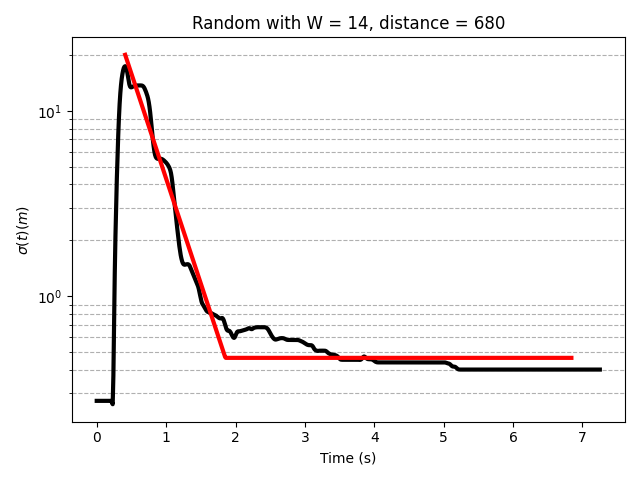 Random with W = 14, distance = 680
σ(t)(m)
10¹
10⁰
0 1 2 3 4 5 6 7
Time (s)